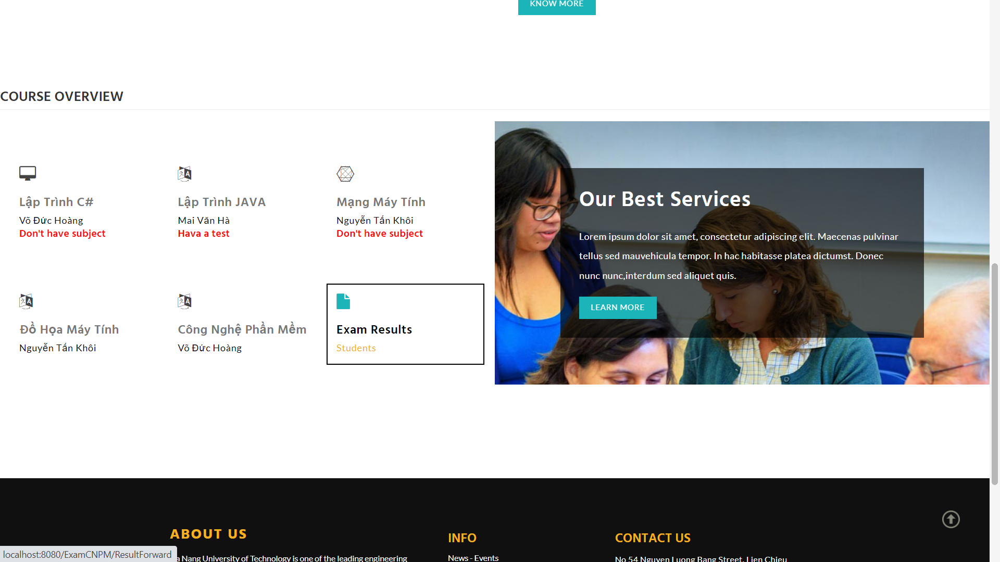 KNOW MORE
COURSE OVERVIEW
Lập Trình C#
Võ Đức Hoàng
Don't have subject
Lập Trình JAVA
Mai Văn Hà
Hava a test
Mạng Máy Tính
Nguyễn Tấn Khôi
Don't have subject
Đồ Họa Máy Tính
Nguyễn Tấn Khôi
Công Nghệ Phần Mềm
Võ Đức Hoàng
Exam Results
Students
Our Best Services
Lorem ipsum dolor sit amet, consectetur adipiscing elit. Maecenas pulvinar
tellus sed mauvehicula tempor. In hac habitasse platea dictumst. Donec
nunc nunc,interdum sed aliquet quis.
LEARN MORE
ABOUT US
a Nang University of Technology is one of the leading engineering
INFO
News - Events
CONTACT US
No 54 Nguyen Luong Bang Street, Lien Chieu
localhost:8080/ExamCNPM/ResultForward